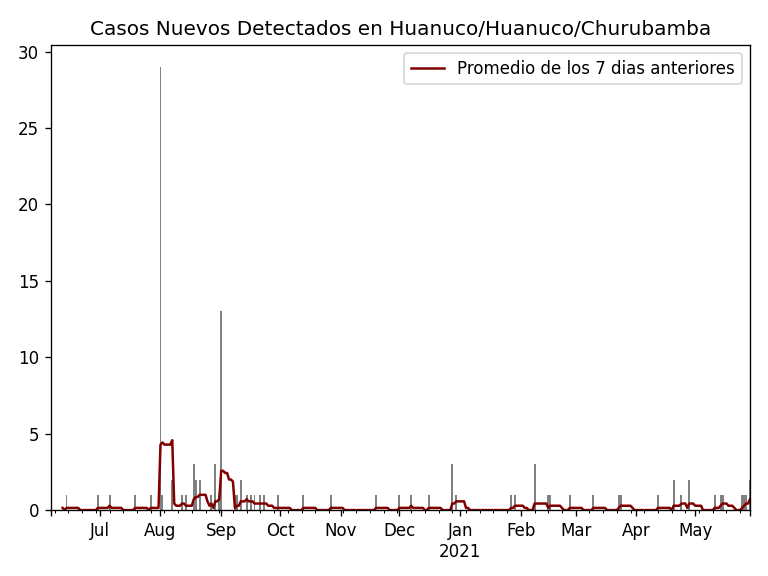 Casos Nuevos Detectados en Huanuco/Huanuco/Churubamba
Promedio de los 7 dias anteriores
30
25
20
15
10
5
0
Jul Aug Sep Oct Nov Dec Jan Feb Mar Apr May
2021